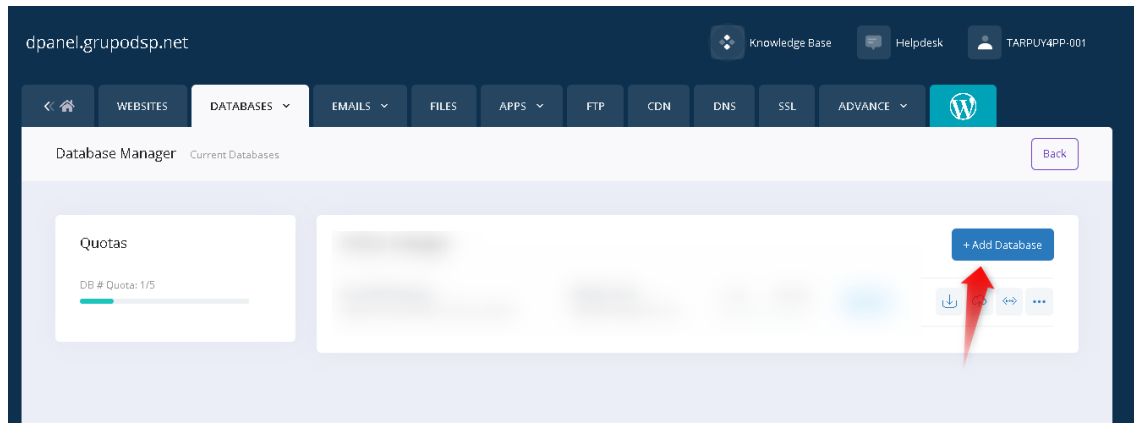 dpanel.grupodsp.net
Knowledge Base
Helpdesk
TARPUY4PP-001
WEBSITES
DATABASES
EMAILS
FILES
APPS
FTP
CDN
DNS
SSL
ADVANCE
Database Manager Current Databases
Back
Quotas
+ Add Database
DB # Quota: 1/5